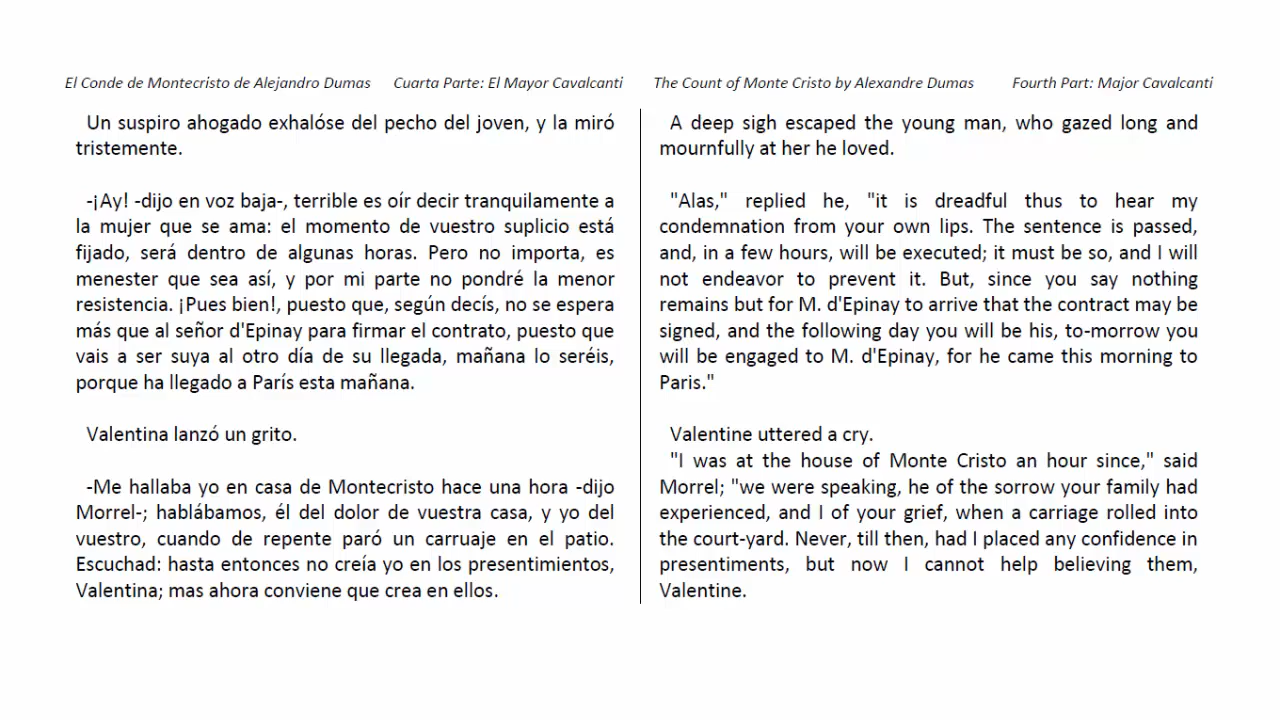 El Conde de Montecristo de Alejandro Dumas Cuarta Parte: El Mayor Cavalcanti
Un suspiro ahogado exhalóse del pecho del joven, y la miró
tristemente.
-¡Ay! -dijo en voz baja-, terrible es oír decir tranquilamente a
la mujer que se ama: el momento de vuestro suplicio está
fijado, será dentro de algunas horas. Pero no importa, es
menester que sea así, y por mi parte no pondré la menor
resistencia. ¡Pues bien!, puesto que, según decís, no se espera
más que al señor d'Epinay para firmar el contrato, puesto que
vais a ser suya al otro día de su llegada, mañana lo seréis,
porque ha llegado a París esta mañana.
Valentina lanzó un grito.
-Me hallaba yo en casa de Montecristo hace una hora -dijo
Morrel-; hablábamos, él del dolor de vuestra casa, y yo del
vuestro, cuando de repente paró un carruaje en el patio.
Escuchad: hasta entonces no creía yo en los presentimientos,
Valentina; mas ahora conviene que crea en ellos.
The Count of Monte Cristo by Alexandre Dumas Fourth Part: Major Cavalcanti
A deep sigh escaped the young man, who gazed long and
mournfully at her he loved.
"Alas," replied he, "it is dreadful thus to hear my
condemnation from your own lips. The sentence is passed,
and, in a few hours, will be executed; it must be so, and I will
not endeavor to prevent it. But, since you say nothing
remains but for M. d'Epinay to arrive that the contract may be
signed, and the following day you will be his, to-morrow you
will be engaged to M. d'Epinay, for he came this morning to
Paris."
Valentine uttered a cry.
"I was at the house of Monte Cristo an hour since," said
Morrel; "we were speaking, he of the sorrow your family had
experienced, and I of your grief, when a carriage rolled into
the court-yard. Never, till then, had I placed any confidence in
presentiments, but now I cannot help believing them,
Valentine.